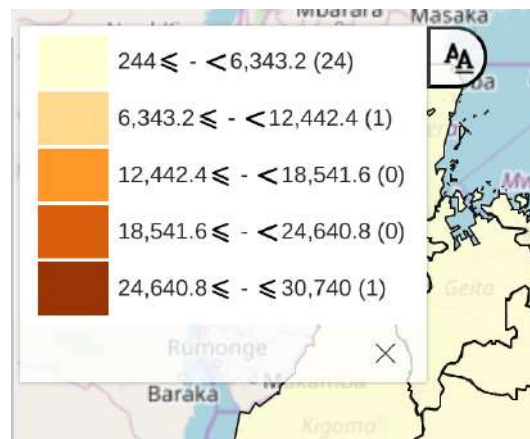 Masaka
244⩽ - <6,343.2 (24)
6,343.2⩽ - <12,442.4 (1)
12,442.4⩽ - <18,541.6 (0)
18,541.6⩽ - <24,640.8 (0)
24,640.8⩽ - ⩽30,740 (1)
Geita
Rumonge
Baraka
Kigoma